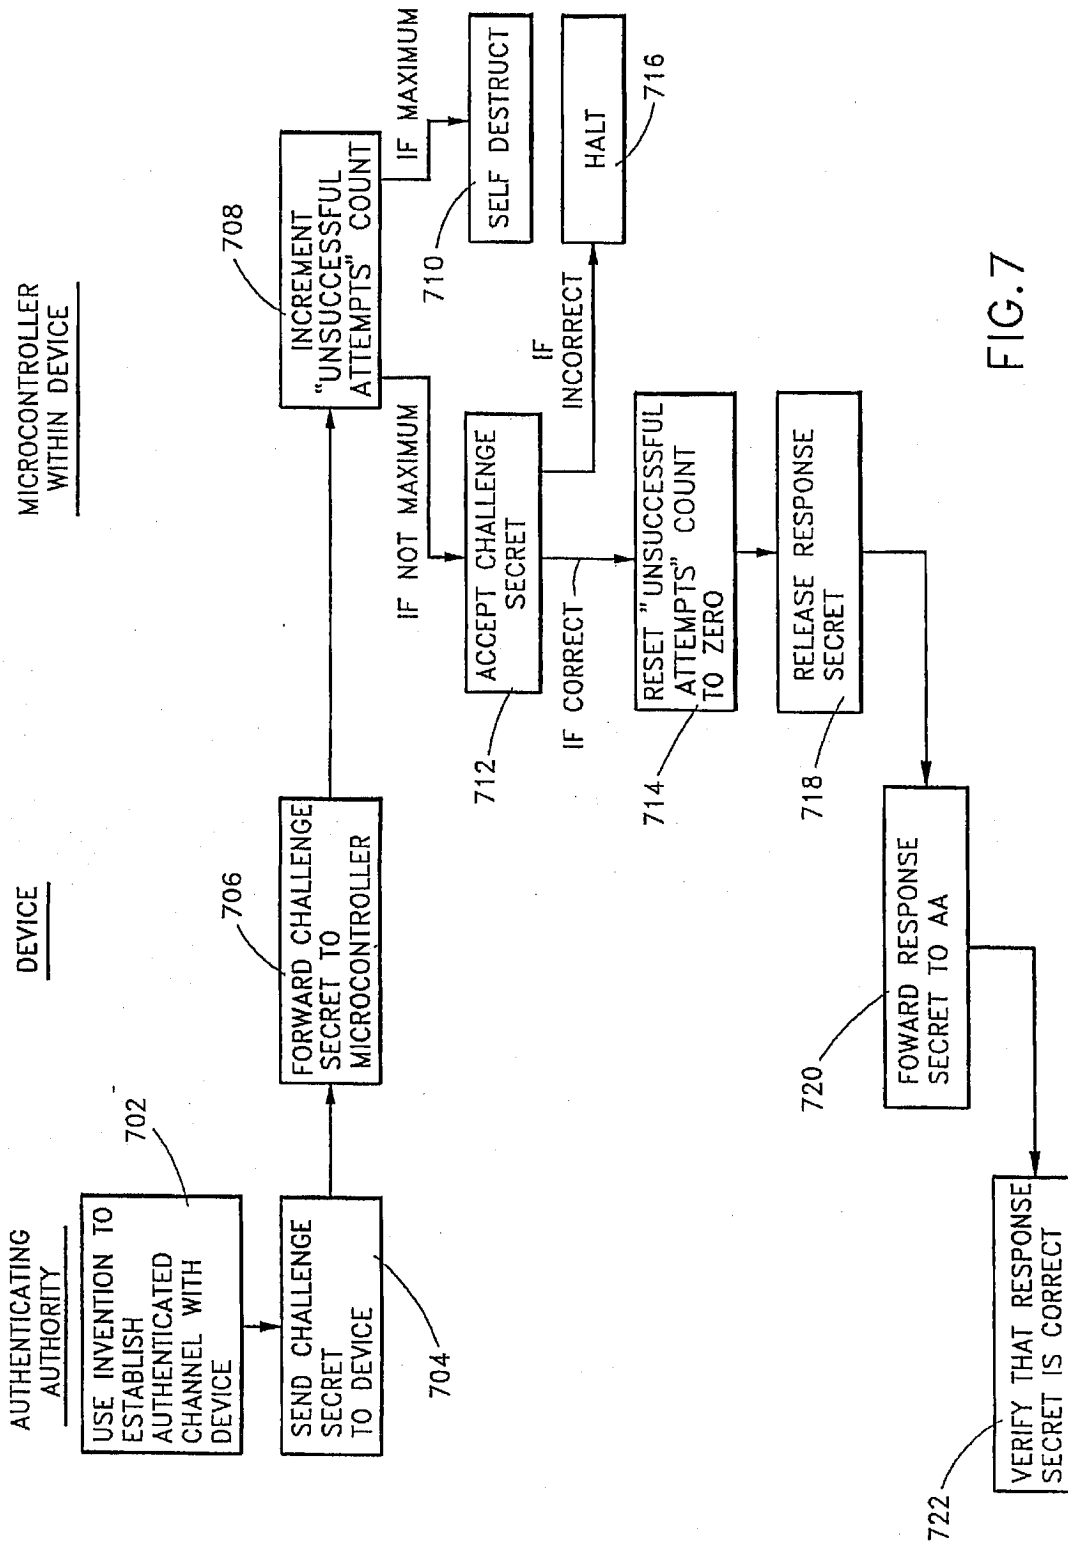 AUTHENTICATING
AUTHORITY
DEVICE
MICROCONTROLLER
WITHIN DEVICE
USE INVENTION TO
ESTABLISH
AUTHENTICATED
CHANNEL WITH
DEVICE
702
SEND CHALLENGE
SECRET
TO DEVICE
704
FORWARD CHALLENGE
SECRET TO
MICROCONTROLLER
706
INCREMENT
"UNSUCCESSFUL
ATTEMPTS" COUNT
708
IF NOT MAXIMUM
IF MAXIMUM
SELF DESTRUCT
710
ACCEPT CHALLENGE
SECRET
712
IF
INCORRECT
HALT
716
IF CORRECT
RESET "UNSUCCESSFUL
ATTEMPTS" COUNT
TO ZERO
714
RELEASE RESPONSE
SECRET
718
FOWARD RESPONSE
SECRET TO AA
720
VERIFY THAT RESPONSE
SECRET IS CORRECT
722
FIG.7